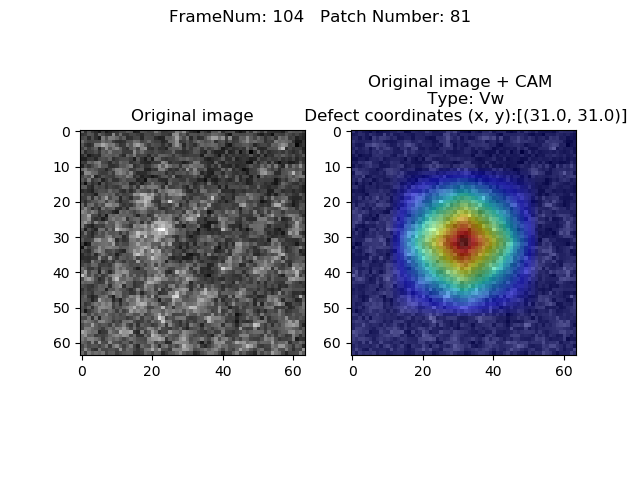 FrameNum: 104   Patch Number: 81
Original image
Original image + CAM
Type: Vw
Defect coordinates (x, y):[(31.0, 31.0)]
0
10
20
30
40
50
60
0 20 40 60
0
10
20
30
40
50
60
0 20 40 60